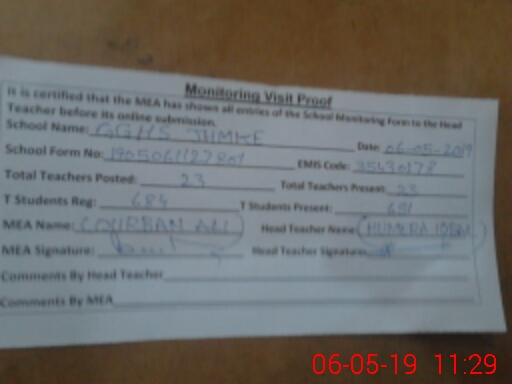 Monitoring Visit Proof
It is certified that the MEA has shown all entries of the School Monitoring Form to the Head
Teacher before its online submission.
School Name: GGHS JHMKE Date: 06-05-2019
School Form No: EMIS Code: 35430178
Total Teachers Posted: 23 Total Teachers Present: 23
T Students Reg: 684 T Students Present: 651
MEA Name: COURBAN ALI Head Teacher Name: HUMERA IQBAL
MEA Signature: Head Teacher Signature:
Comments By Head Teacher
Comments By MEA
06-05-19 11:29